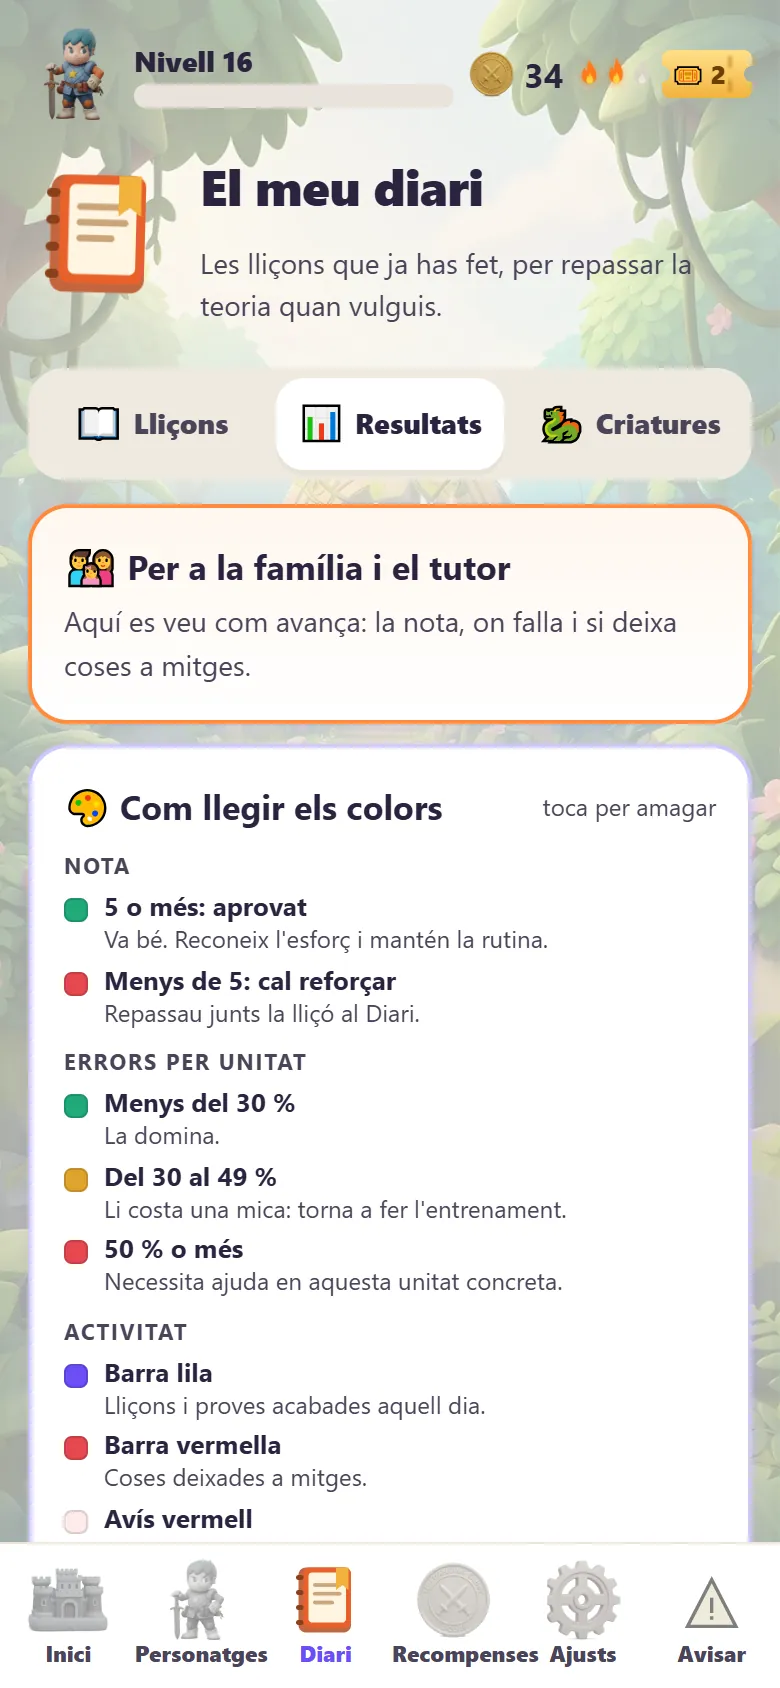 Nivell 16
34
2
El meu diari
Les lliçons que ja has fet, per repassar la
teoria quan vulguis.
Lliçons
Resultats
Criatures
Per a la família i el tutor
Aquí es veu com avança: la nota, on falla i si deixa
coses a mitges.
Com llegir els colors
toca per amagar
NOTA
5 o més: aprovat
Va bé. Reconeix l'esforç i mantén la rutina.
Menys de 5: cal reforçar
Repassau junts la lliçó al Diari.
ERRORS PER UNITAT
Menys del 30 %
La domina.
Del 30 al 49 %
Li costa una mica: torna a fer l'entrenament.
50 % o més
Necessita ajuda en aquesta unitat concreta.
ACTIVITAT
Barra lila
Lliçons i proves acabades aquell dia.
Barra vermella
Coses deixades a mitges.
Avís vermell
Inici
Personatges
Diari
Recompenses
Ajusts
Avisar